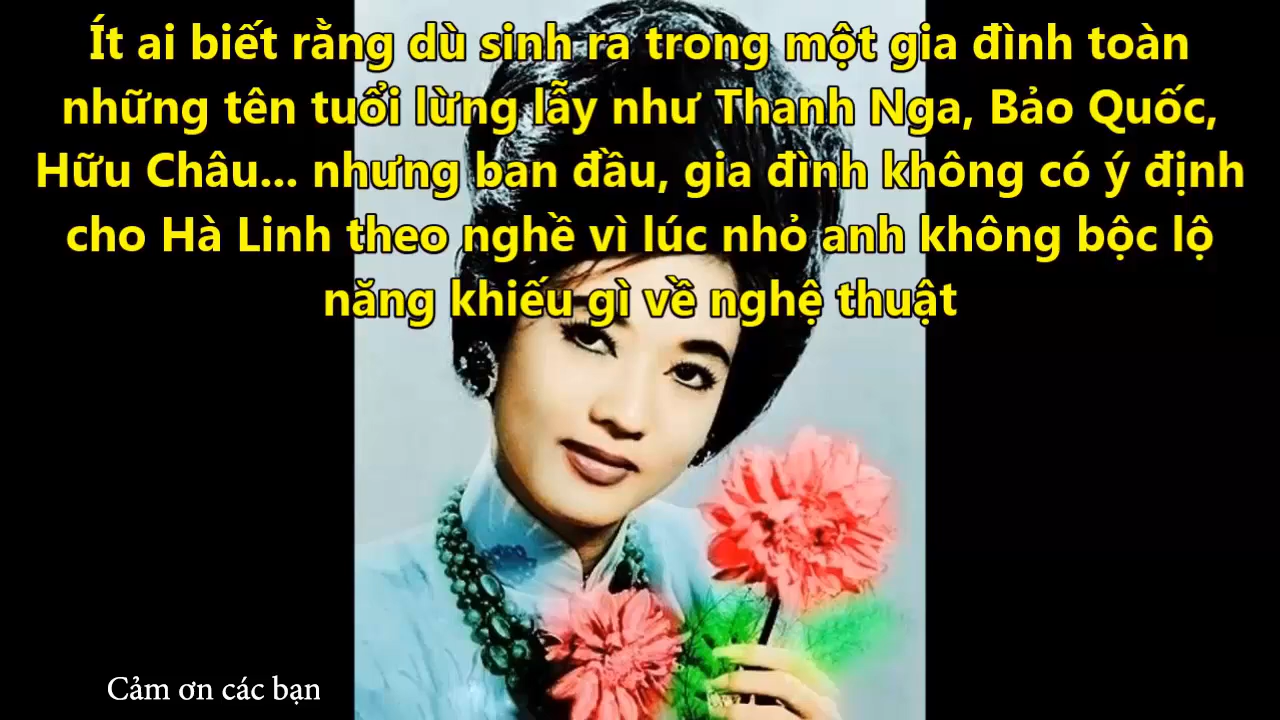 Ít ai biết rằng dù sinh ra trong một gia đình toàn
những tên tuổi lừng lẫy như Thanh Nga, Bảo Quốc,
Hữu Châu... nhưng ban đầu, gia đình không có ý định
cho Hà Linh theo nghề vì lúc nhỏ anh không bộc lộ
năng khiếu gì về nghệ thuật
Cảm ơn các bạn